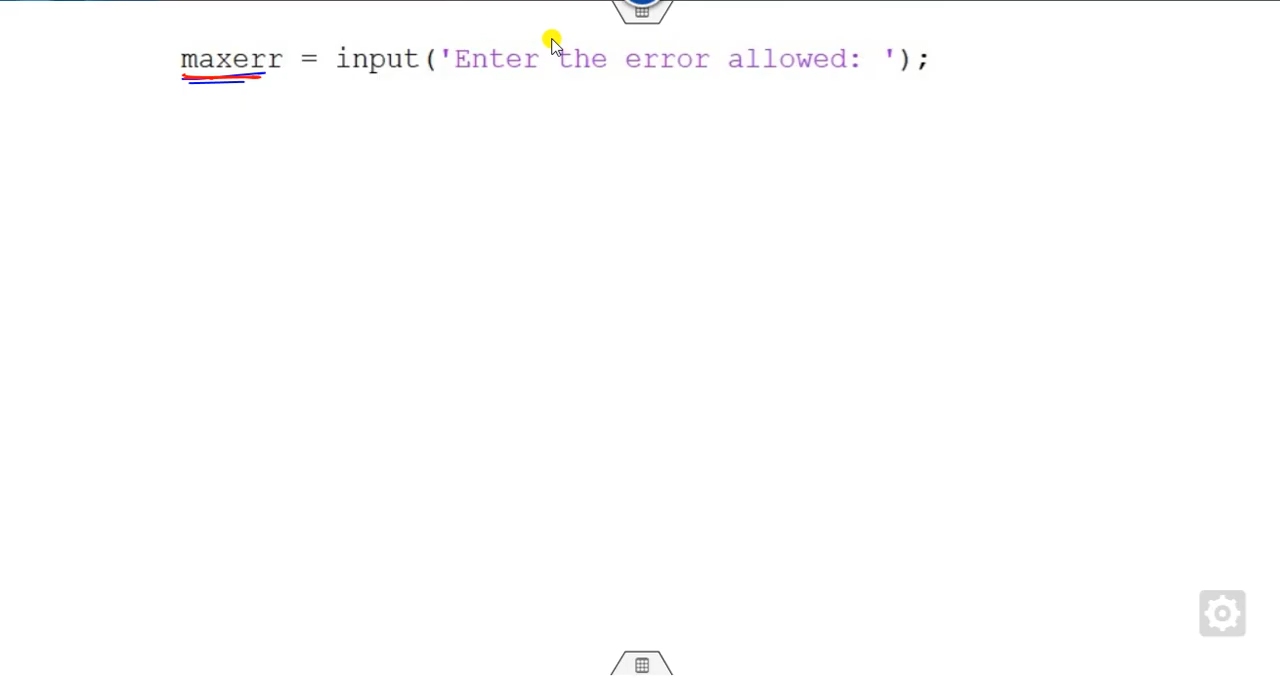 maxerr = input('Enter the error allowed: ');